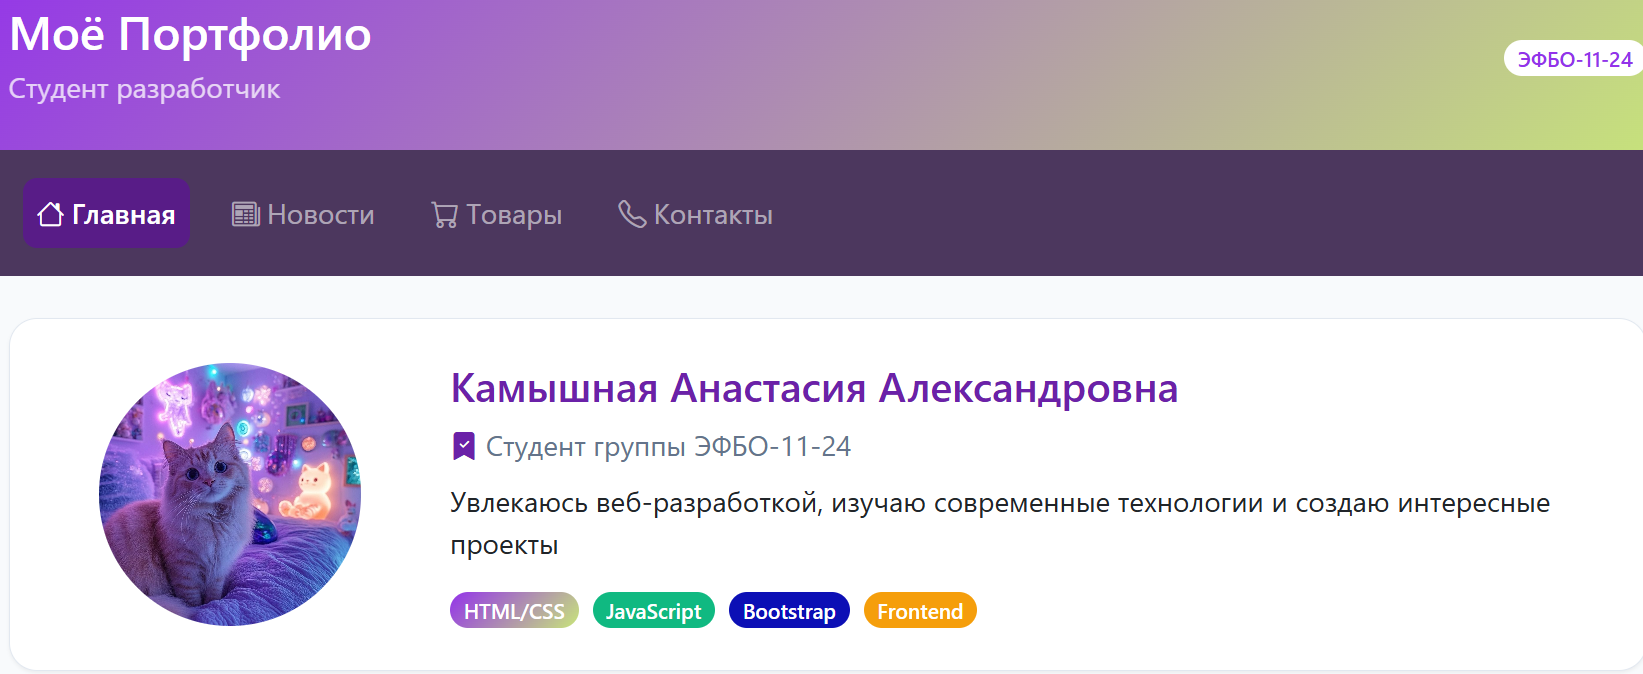 Моё Портфолио
Студент разработчик
ЭФБО-11-24
Главная
Новости
Товары
Контакты
Камышная Анастасия Александровна
Студент группы ЭФБО-11-24
Увлекаюсь веб-разработкой, изучаю современные технологии и создаю интересные
проекты
HTML/CSS
JavaScript
Bootstrap
Frontend